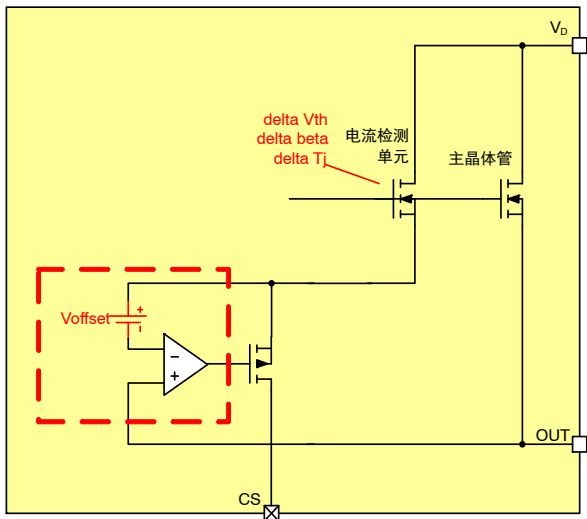 V_D
delta Vth
delta beta
delta Tj
电流检测
单元
主晶体管
Voffset
+
-
−
+
OUT
CS